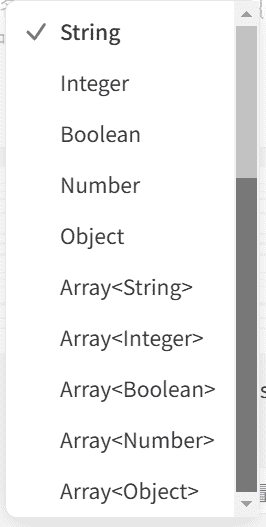 String
Integer
Boolean
Number
Object
Array<String>
Array<Integer>
Array<Boolean>
Array<Number>
Array<Object>